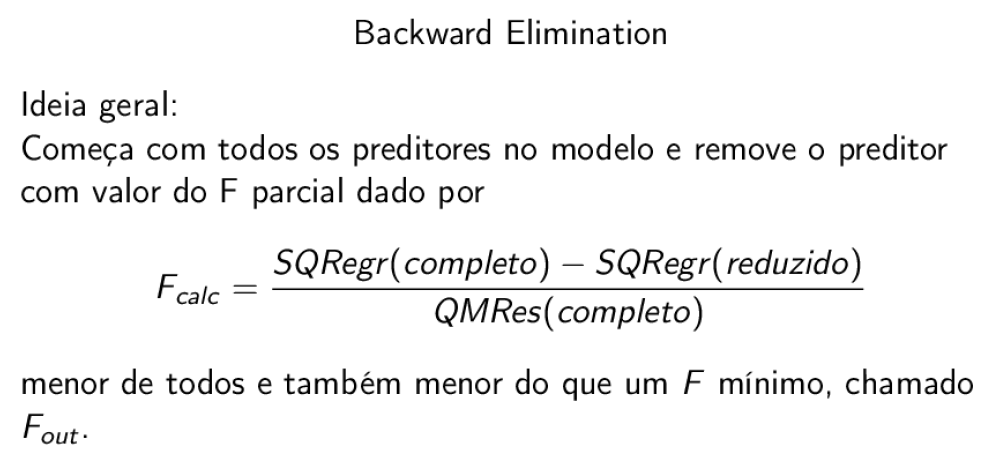 Backward Elimination
Ideia geral:
Começa com todos os preditores no modelo e remove o preditor
com valor do F parcial dado por
F_calc = \frac{SQRegr(completo) − SQRegr(reduzido)}{QMRes(completo)}
menor de todos e também menor do que um F mínimo, chamado
F_out.